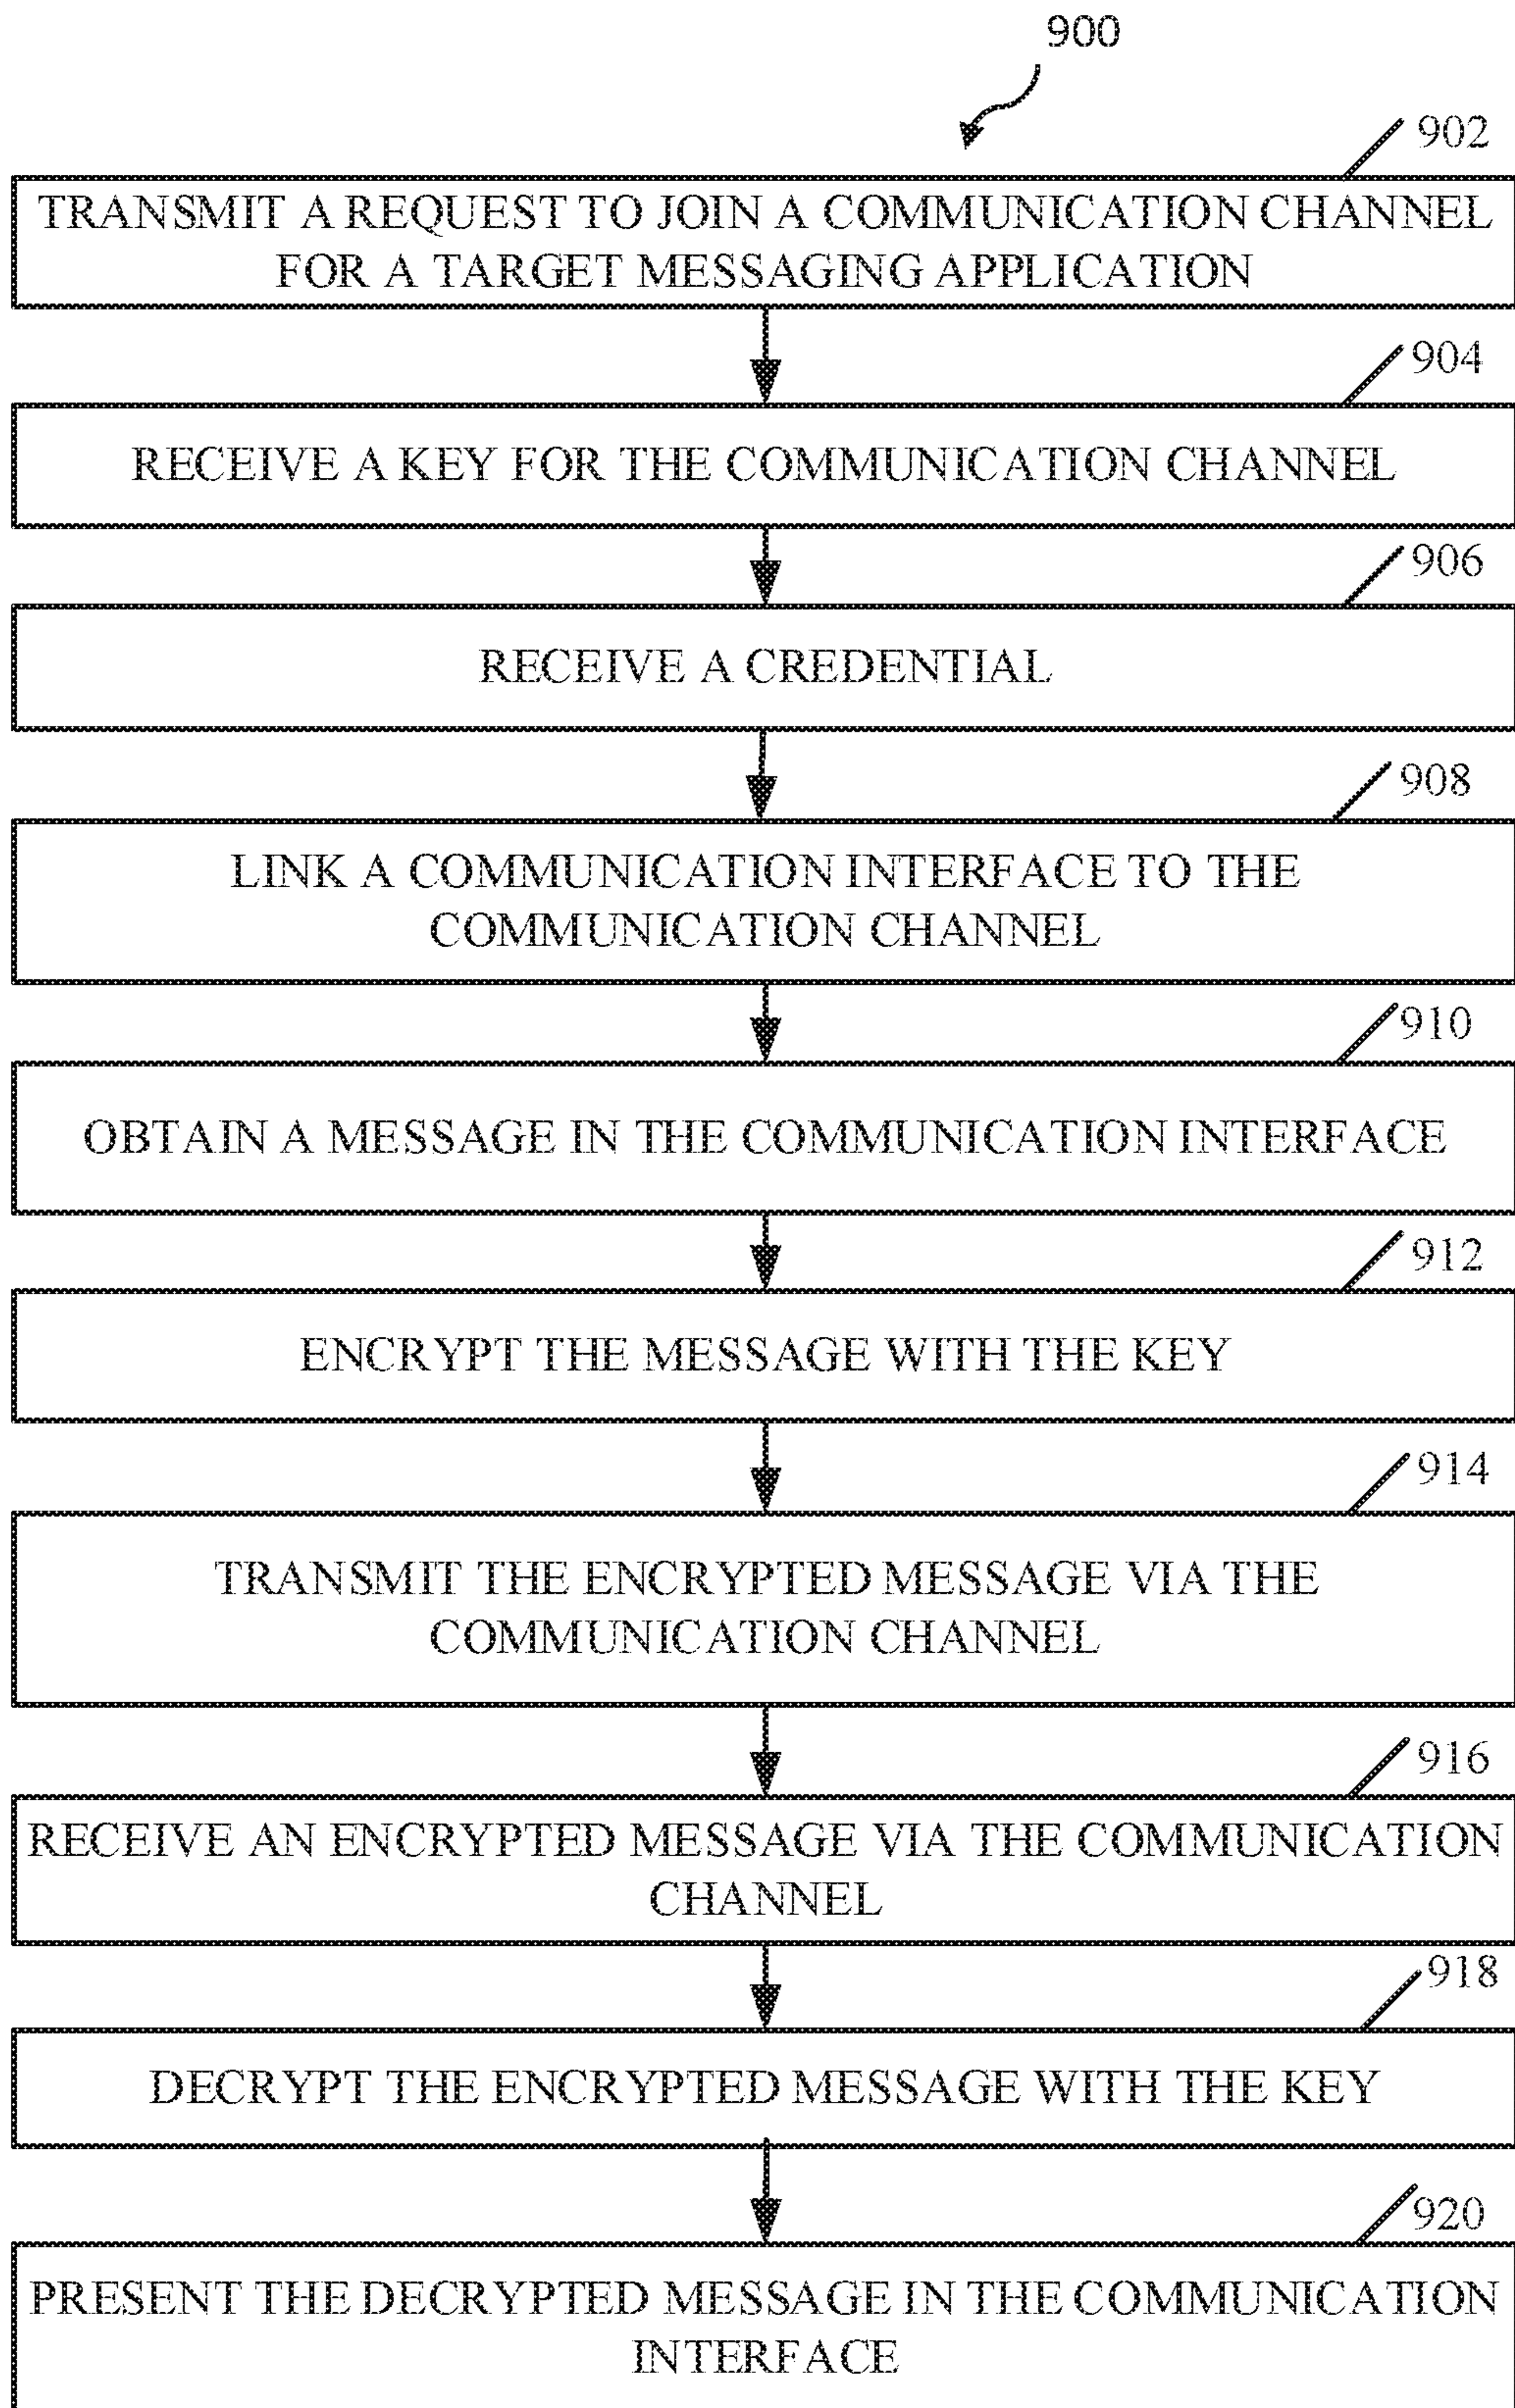 900
902
TRANSMIT A REQUEST TO JOIN A COMMUNICATION CHANNEL
FOR A TARGET MESSAGING APPLICATION
904
RECEIVE A KEY FOR THE COMMUNICATION CHANNEL
906
RECEIVE A CREDENTIAL
908
LINK A COMMUNICATION INTERFACE TO THE
COMMUNICATION CHANNEL
910
OBTAIN A MESSAGE IN THE COMMUNICATION INTERFACE
912
ENCRYPT THE MESSAGE WITH THE KEY
914
TRANSMIT THE ENCRYPTED MESSAGE VIA THE
COMMUNICATION CHANNEL
916
RECEIVE AN ENCRYPTED MESSAGE VIA THE COMMUNICATION
CHANNEL
918
DECRYPT THE ENCRYPTED MESSAGE WITH THE KEY
920
PRESENT THE DECRYPTED MESSAGE IN THE COMMUNICATION
INTERFACE